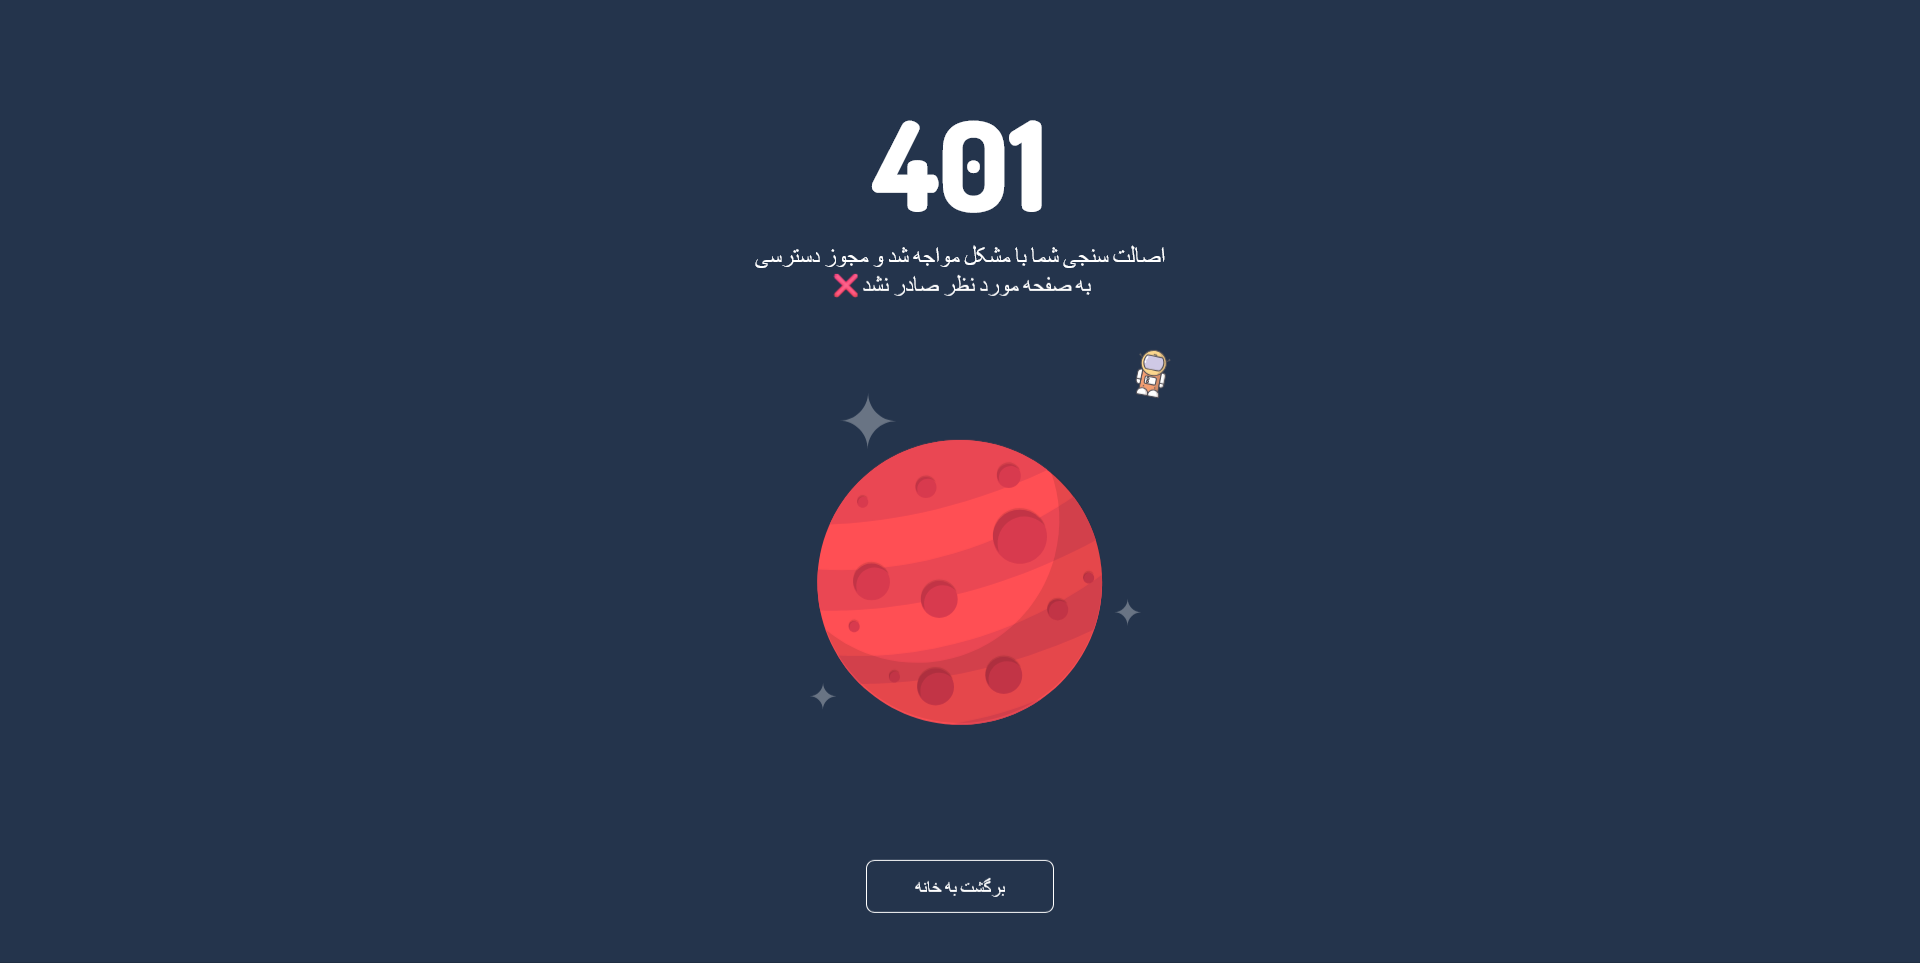 401
اصالت سنجی شما با مشکل مواجه شد و مجوز دسترسی
به صفحه مورد نظر صادر نشد ❌
برگشت به خانه